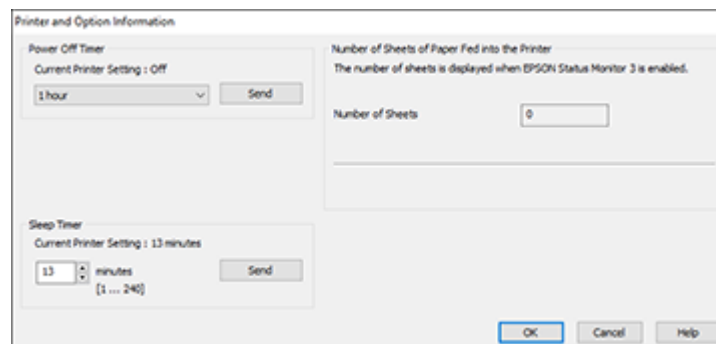 Printer and Option Information
Power Off Timer
Current Printer Setting : Off
1 hour
Send
Number of Sheets of Paper Fed into the Printer
The number of sheets is displayed when EPSON Status Monitor 3 is enabled.
Number of Sheets
0
Sleep Timer
Current Printer Setting : 13 minutes
13
minutes
[1 ... 240]
Send
OK
Cancel
Help